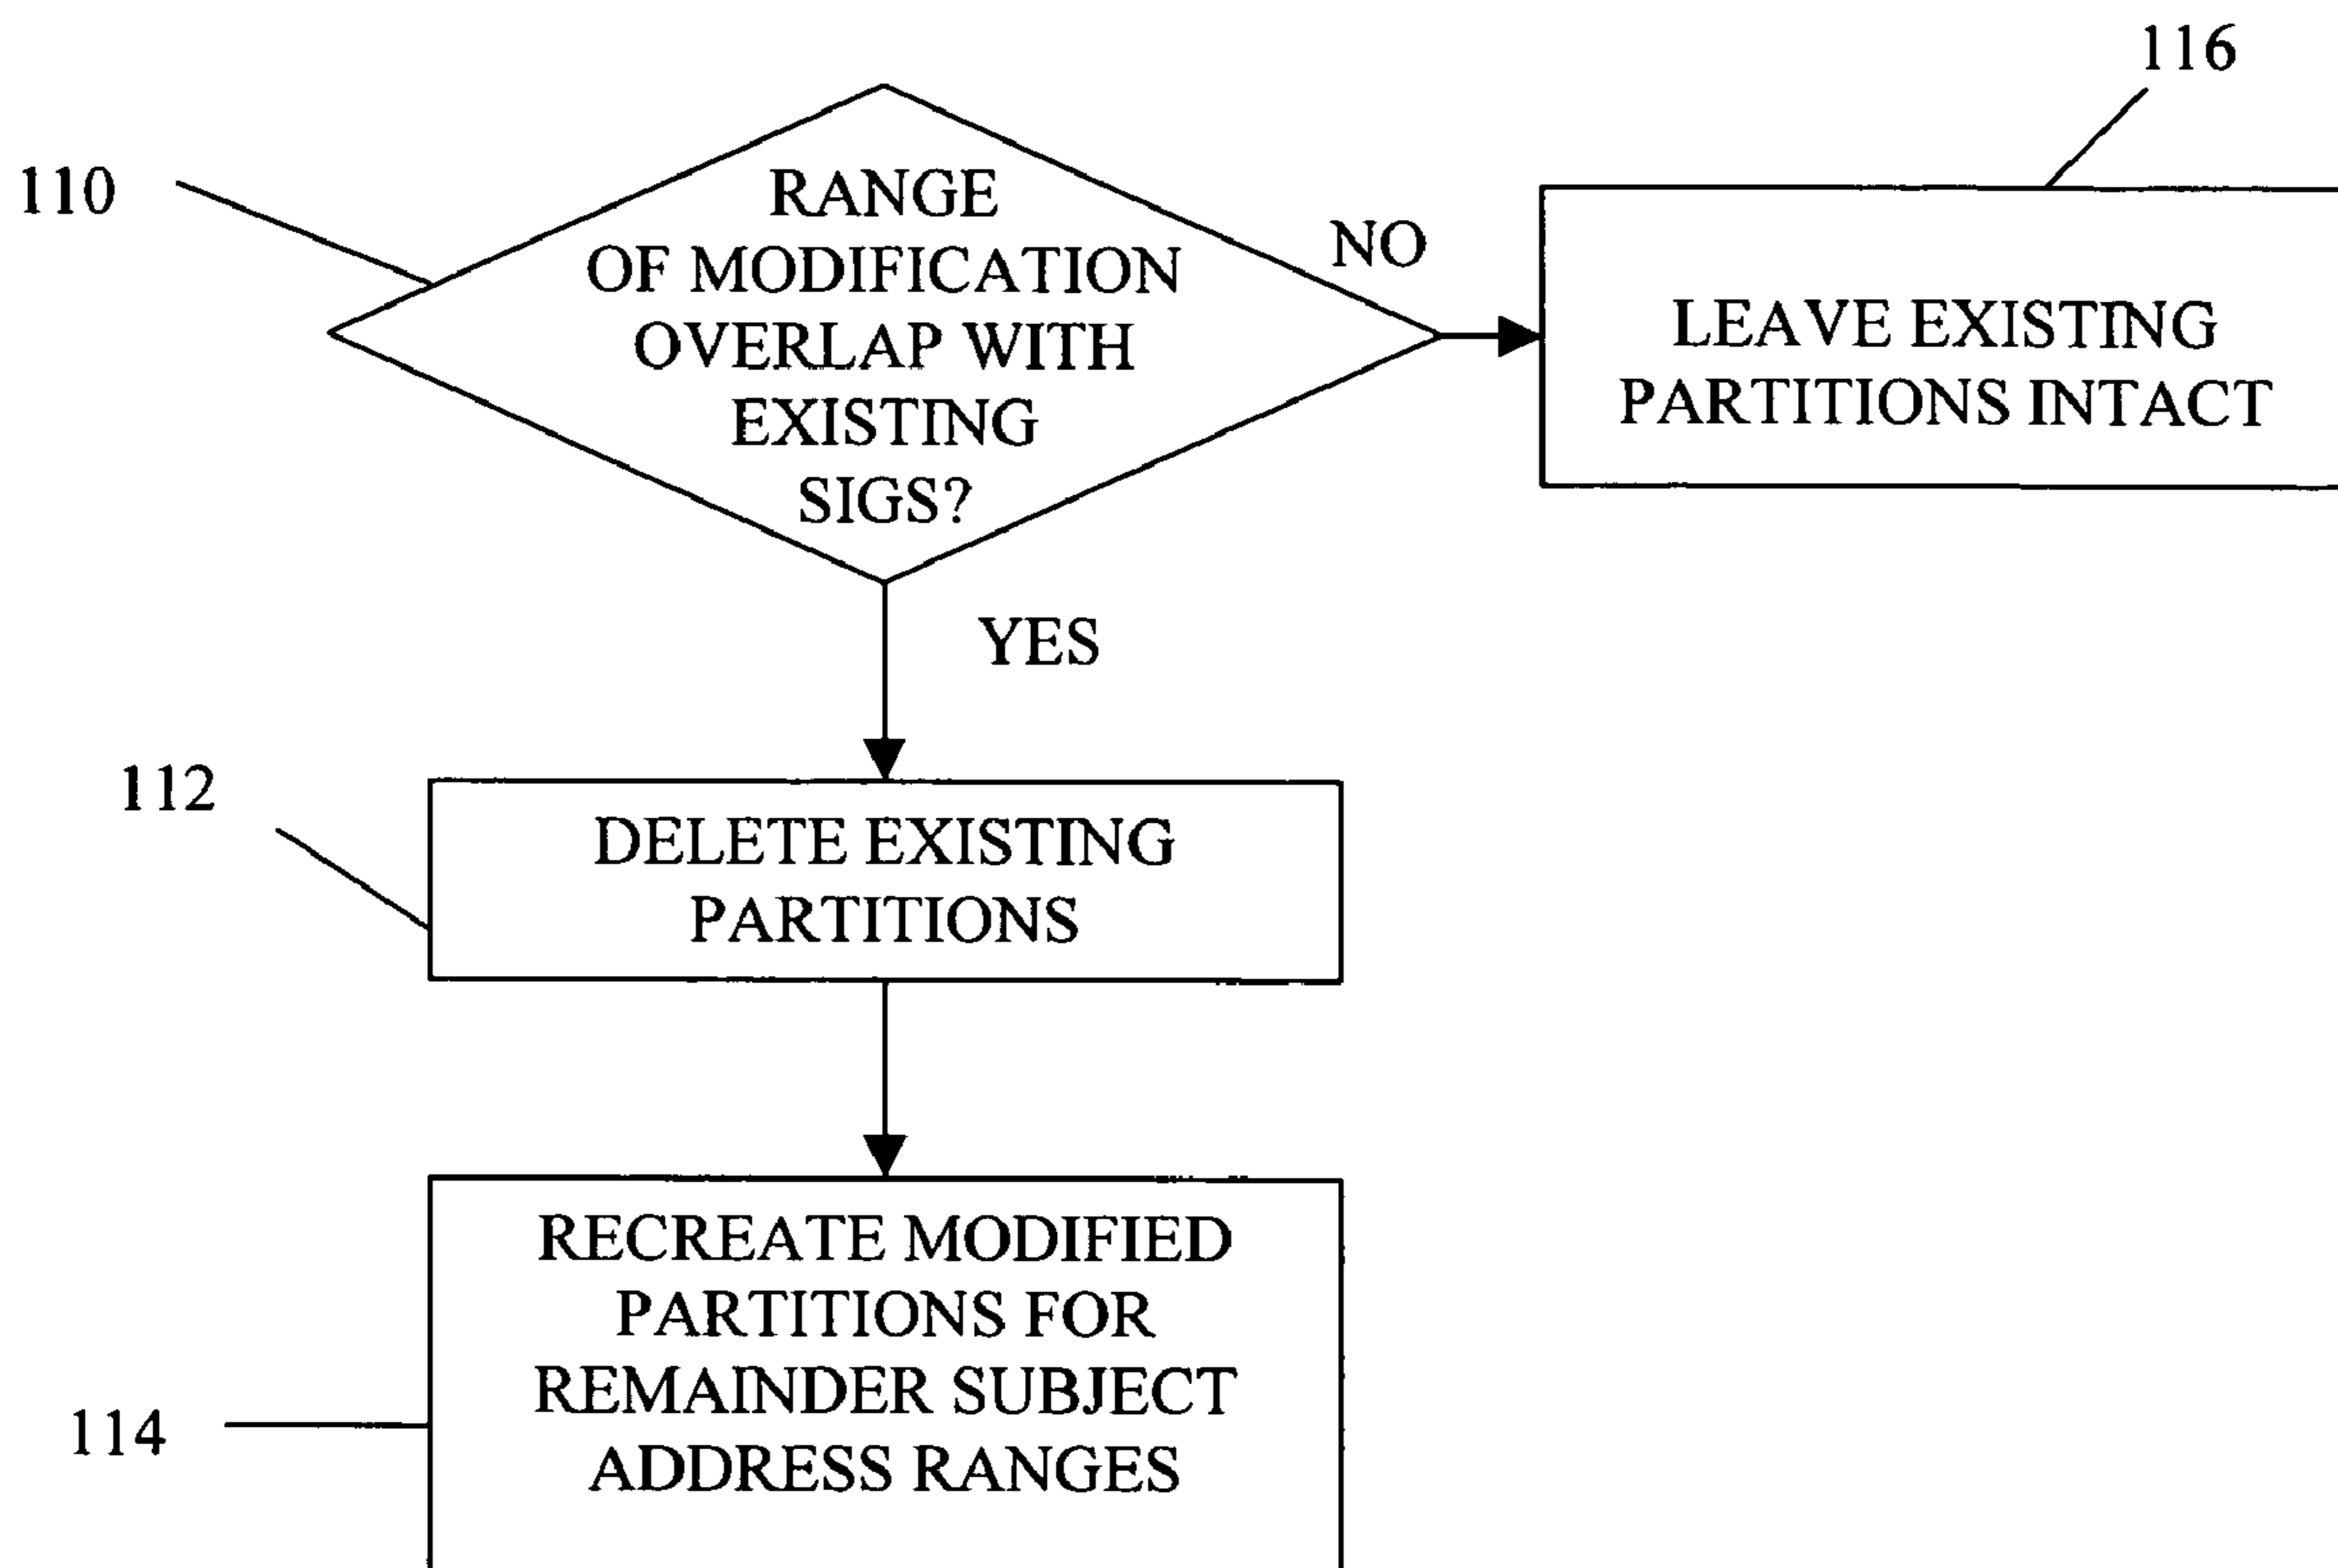 116
110
RANGE
OF MODIFICATION
OVERLAP WITH
EXISTING
SIGS?
NO
LEAVE EXISTING
PARTITIONS INTACT
YES
112
DELETE EXISTING
PARTITIONS
114
RECREATE MODIFIED
PARTITIONS FOR
REMAINDER SUBJECT
ADDRESS RANGES